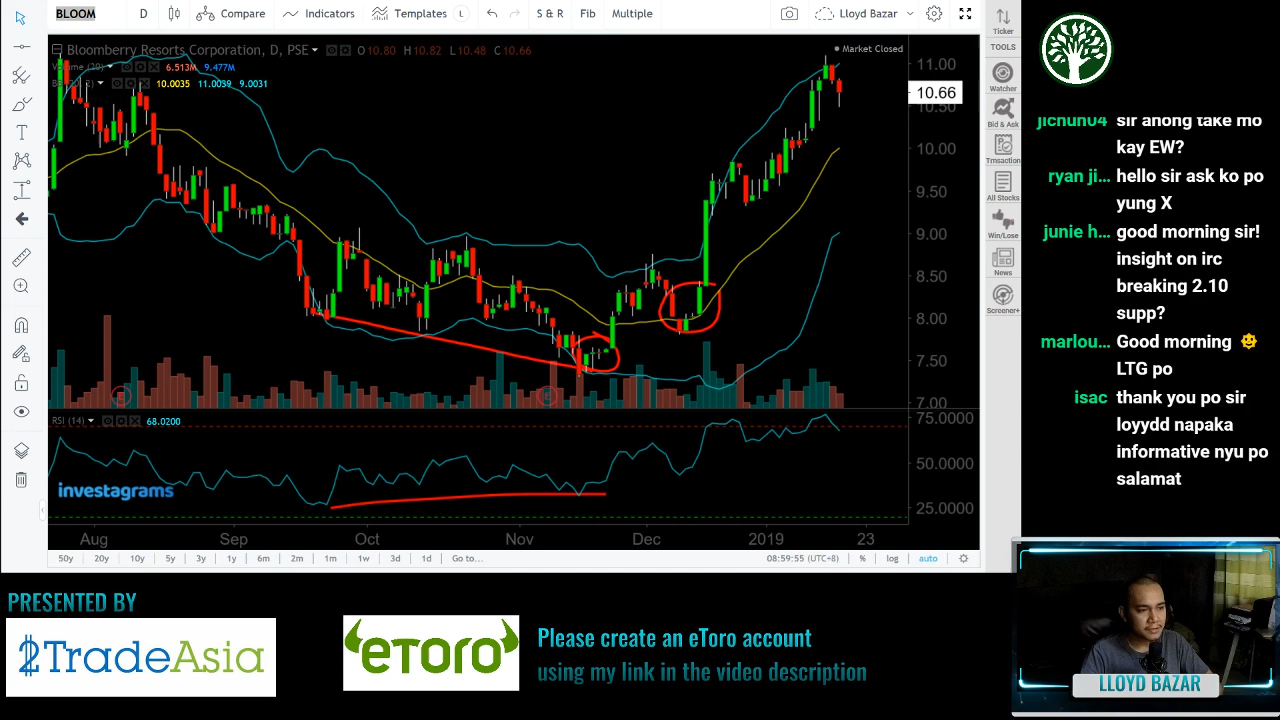 BLOOM D Compare Indicators Templates L S & R Fib Multiple Lloyd Bazar
Bloomberry Resorts Corporation, D, PSE O 10.80 H 10.82 L 10.48 C 10.66
Market Closed
6.513M 9.477M
10.0035 11.0039 9.0031
11.00
10.66
10.50
10.00
9.50
9.00
8.50
8.00
7.50
7.00
E
E
RSI (14) 68.0200
75.0000
50.0000
25.0000
investagrams
Aug Sep Oct Nov Dec 2019 23
50y 20y 10y 5y 3y 1y 6m 2m 1m 1w 3d 1d Go to... 08:59:55 (UTC+8) % log auto
Ticker
TOOLS
Watcher
Bid & Ask
Trnsaction
All Stocks
Win/Lose
News
Screener+
jichun04 sir anong take mo
kay EW?
ryan ji... hello sir ask ko po
yung X
junie h... good morning sir!
insight on irc
breaking 2.10
supp?
marlou... Good morning
LTG po
isac thank you po sir
loyydd napaka
informative nyu po
salamat
PRESENTED BY
2TradeAsia
eToro
Please create an eToro account
using my link in the video description
LLOYD BAZAR